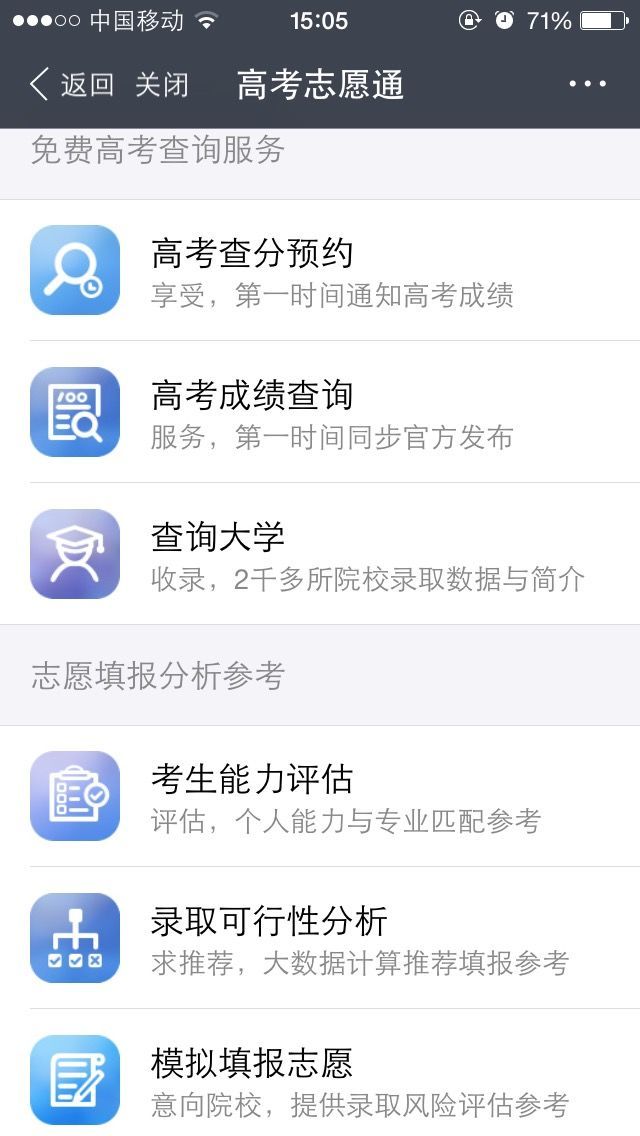 中国移动 15:05 71%
返回 关闭 高考志愿通
免费高考查询服务
高考查分预约
享受，第一时间通知高考成绩
100
高考成绩查询
服务，第一时间同步官方发布
查询大学
收录，2千多所院校录取数据与简介
志愿填报分析参考
考生能力评估
评估，个人能力与专业匹配参考
录取可行性分析
求推荐，大数据计算推荐填报参考
模拟填报志愿
意向院校，提供录取风险评估参考